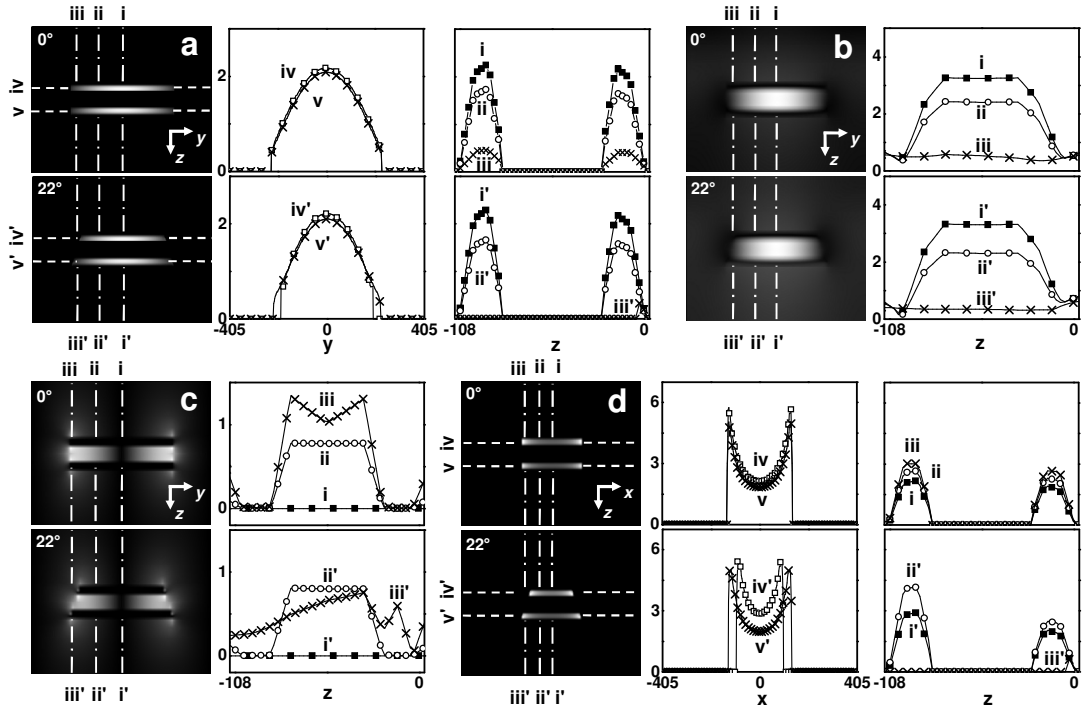 iii ii i
0° a
iv
v
y
z
22°
iv'
v'
iii' ii' i'
2
0
iv
v
2
0
iv'
v'
-405 0 405
y
i
ii
iii
i'
ii'
iii'
-108 0
z
iii ii i
0° b
y
z
22°
iii' ii' i'
4
2
0
i
ii
iii
4
2
0
i'
ii'
iii'
-108 0
z
iii ii i
0° c
y
z
22°
iii' ii' i'
1
0
iii
ii
i
1
0
ii'
iii'
i'
-108 0
z
iii ii i
0° d
iv
v
x
z
22°
iv'
v'
iii' ii' i'
6
3
0
iv
v
6
3
0
iv'
v'
-405 0 405
x
iii
ii
i
ii'
i'
iii'
-108 0
z